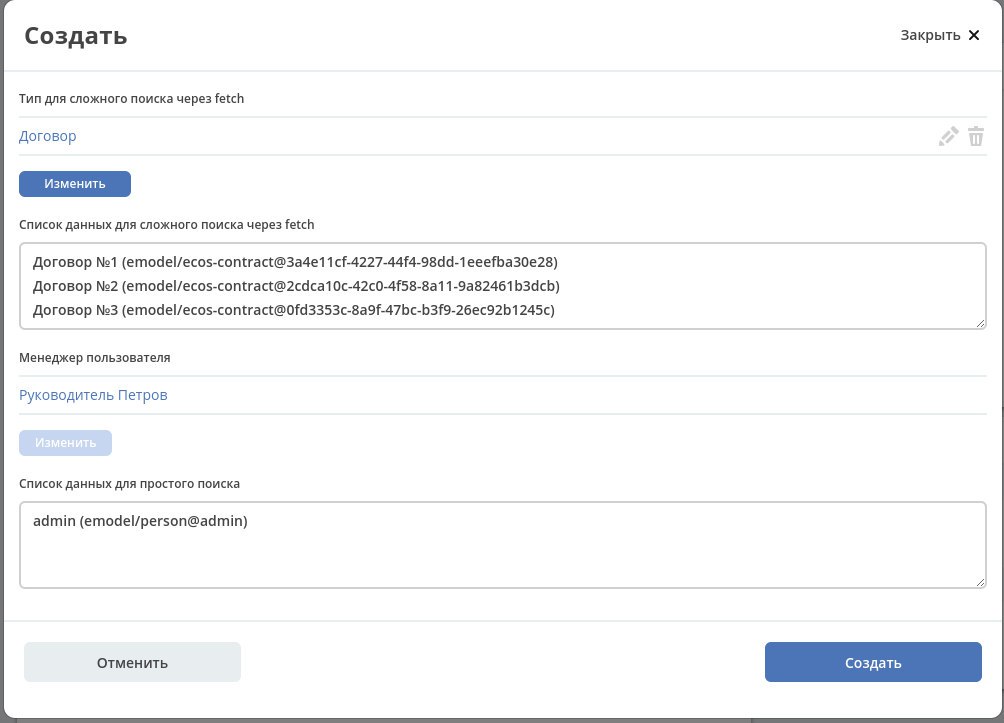 Создать
Закрыть ✕
Тип для сложного поиска через fetch
Договор
Изменить
Список данных для сложного поиска через fetch
Договор №1 (emodel/ecos-contract@3a4e11cf-4227-44f4-98dd-1eeefba30e28)
Договор №2 (emodel/ecos-contract@2cdca10c-42c0-4f58-8a11-9a82461b3dcb)
Договор №3 (emodel/ecos-contract@0fd3353c-8a9f-47bc-b3f9-26ec92b1245c)
Менеджер пользователя
Руководитель Петров
Изменить
Список данных для простого поиска
admin (emodel/person@admin)
Отменить
Создать